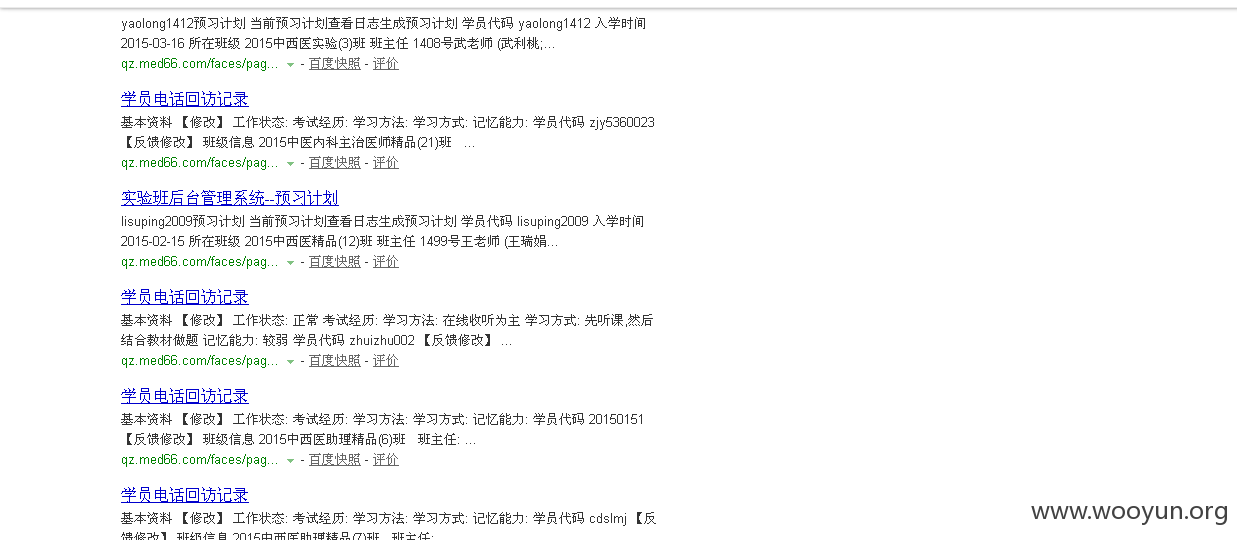 yaolong1412预习计划 当前预习计划查看日志生成预习计划 学员代码 yaolong1412 入学时间
2015-03-16 所在班级 2015中西医实验(3)班 班主任 1408号武老师 (武利桃;...
qz.med66.com/faces/pag... - 百度快照 - 评价
学员电话回访记录
基本资料 【修改】 工作状态: 考试经历: 学习方法: 学习方式: 记忆能力: 学员代码 zjy5360023
【反馈修改】 班级信息 2015中医内科主治医师精品(21)班 ...
qz.med66.com/faces/pag... - 百度快照 - 评价
实验班后台管理系统--预习计划
lisuping2009预习计划 当前预习计划查看日志生成预习计划 学员代码 lisuping2009 入学时间
2015-02-15 所在班级 2015中西医精品(12)班 班主任 1499号王老师 (王瑞娟...
qz.med66.com/faces/pag... - 百度快照 - 评价
学员电话回访记录
基本资料 【修改】 工作状态: 正常 考试经历: 学习方法: 在线收听为主 学习方式: 先听课,然后
结合教材做题 记忆能力: 较弱 学员代码 zhuizhu002 【反馈修改】 ...
qz.med66.com/faces/pag... - 百度快照 - 评价
学员电话回访记录
基本资料 【修改】 工作状态: 考试经历: 学习方法: 学习方式: 记忆能力: 学员代码 20150151
【反馈修改】 班级信息 2015中西医助理精品(6)班 班主任: ...
qz.med66.com/faces/pag... - 百度快照 - 评价
学员电话回访记录
基本资料 【修改】 工作状态: 考试经历: 学习方法: 学习方式: 记忆能力: 学员代码 cdslmj 【反
馈修改】 班级信息 2015中西医助理精品(7)班 班主任:
www.wooyun.org